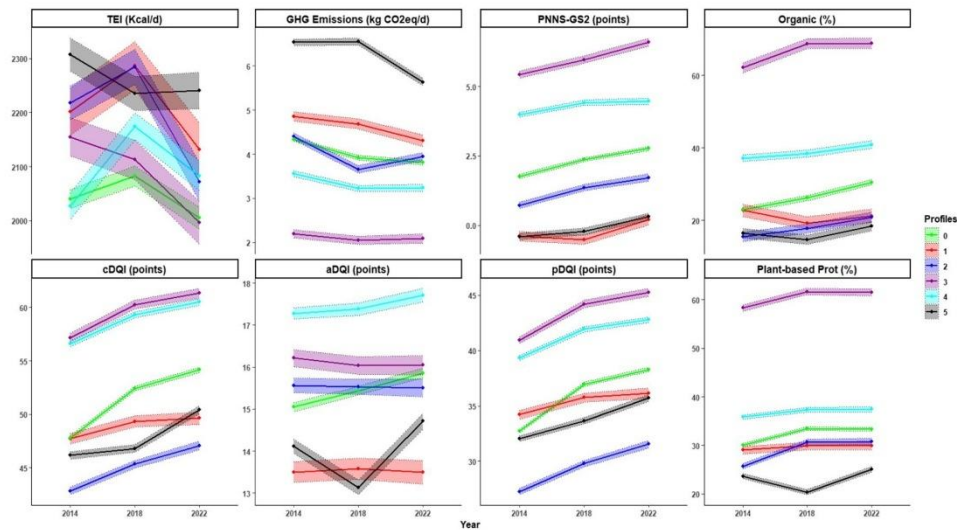 TEI (Kcal/d)
GHG Emissions (kg CO2eq/d)
PNNS-GS2 (points)
Organic (%)
2300
2200
2100
2000
6
5
4
3
2
5.0
2.5
0.0
60
40
20
cDQI (points)
aDQI (points)
pDQI (points)
Plant-based Prot (%)
60
55
50
45
18
17
16
15
14
13
45
40
35
30
60
50
40
30
20
2014 2018 2022
2014 2018 2022
2014 2018 2022
2014 2018 2022
Year
Profiles
0
1
2
3
4
5